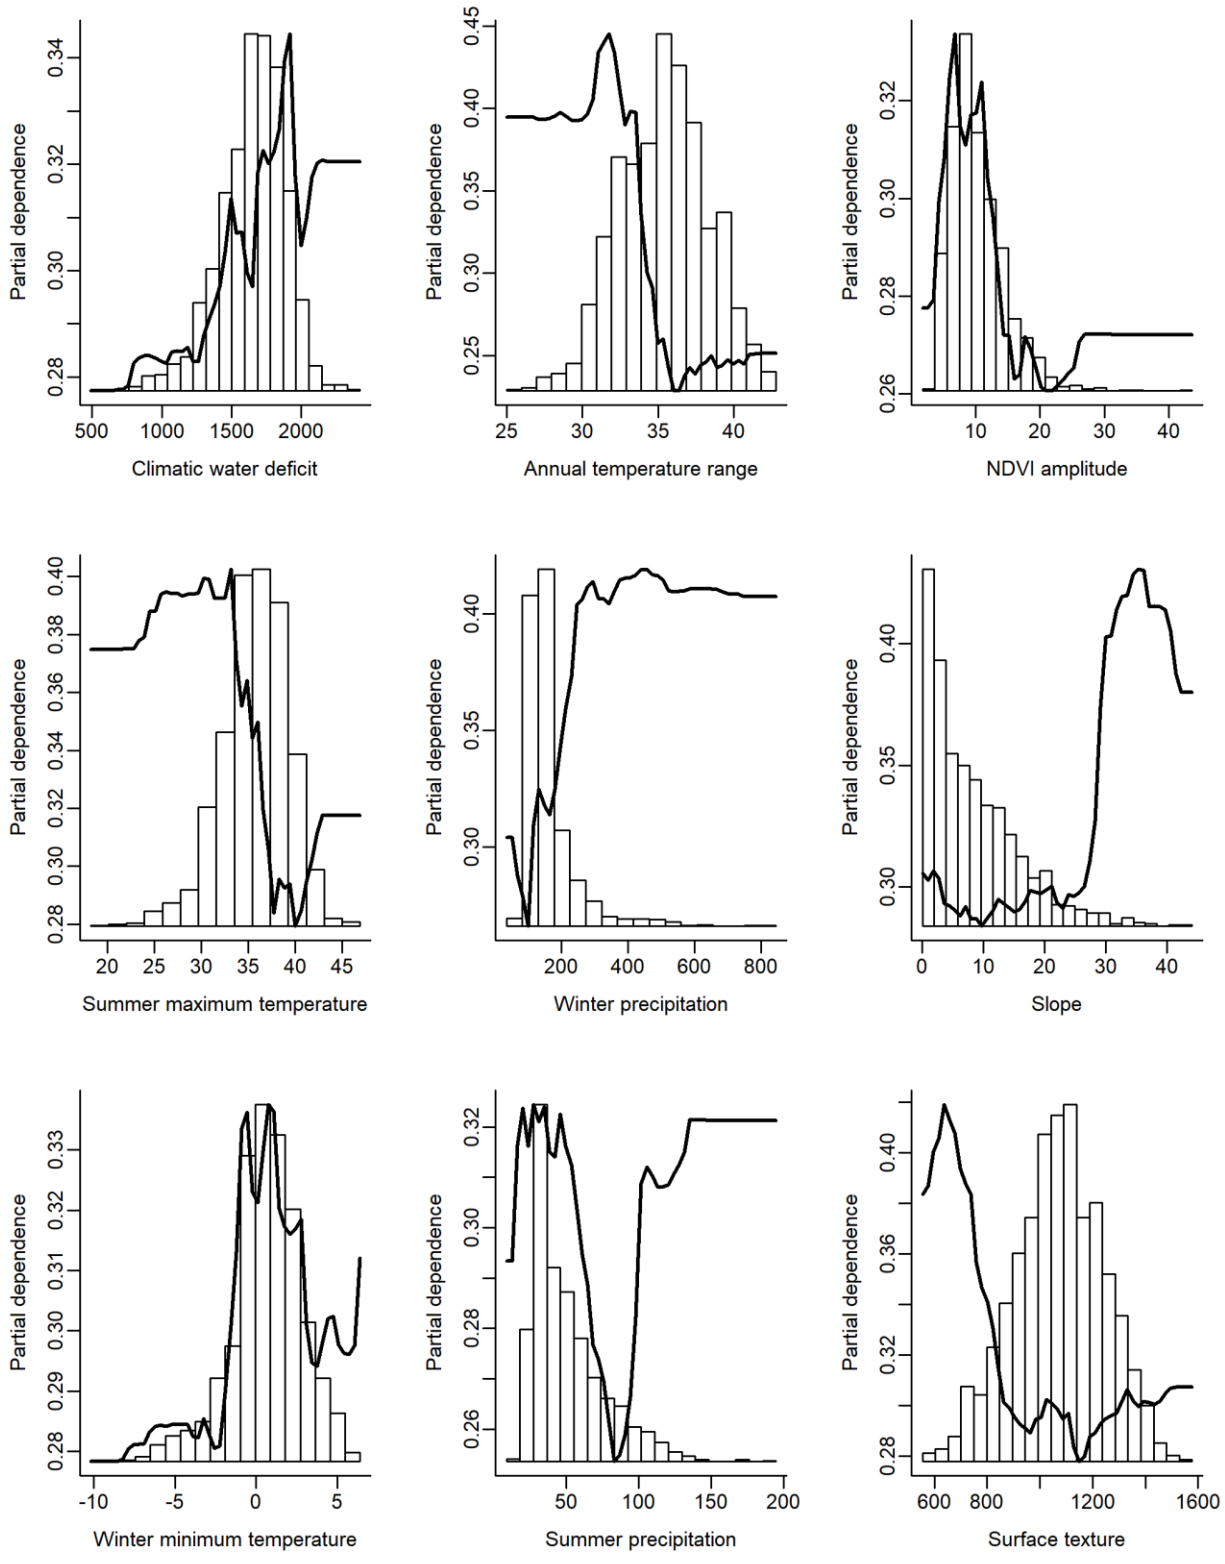 Partial dependence
0.28 0.30 0.32 0.34
500 1000 1500 2000
Climatic water deficit
Partial dependence
0.25 0.30 0.35 0.40 0.45
25 30 35 40
Annual temperature range
Partial dependence
0.26 0.28 0.30 0.32
10 20 30 40
NDVI amplitude
Partial dependence
0.28 0.30 0.32 0.34 0.36 0.38 0.40
20 25 30 35 40 45
Summer maximum temperature
Partial dependence
0.30 0.35 0.40
200 400 600 800
Winter precipitation
Partial dependence
0.30 0.35 0.40
0 10 20 30 40
Slope
Partial dependence
0.28 0.29 0.30 0.31 0.32 0.33
-10 -5 0 5
Winter minimum temperature
Partial dependence
0.26 0.28 0.30 0.32
50 100 150 200
Summer precipitation
Partial dependence
0.28 0.32 0.36 0.40
600 800 1200 1600
Surface texture